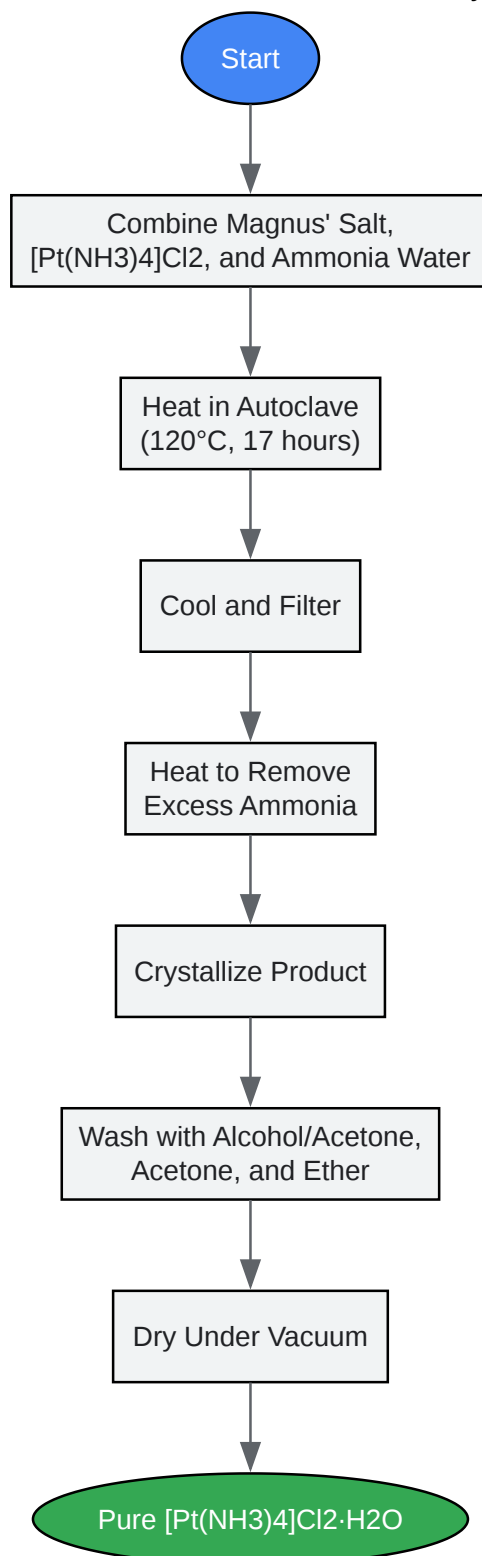 Start
Combine Magnus' Salt,
[Pt(NH3)4]Cl2, and Ammonia Water
Heat in Autoclave
(120°C, 17 hours)
Cool and Filter
Heat to Remove
Excess Ammonia
Crystallize Product
Wash with Alcohol/Acetone,
Acetone, and Ether
Dry Under Vacuum
Pure [Pt(NH3)4]Cl2·H2O